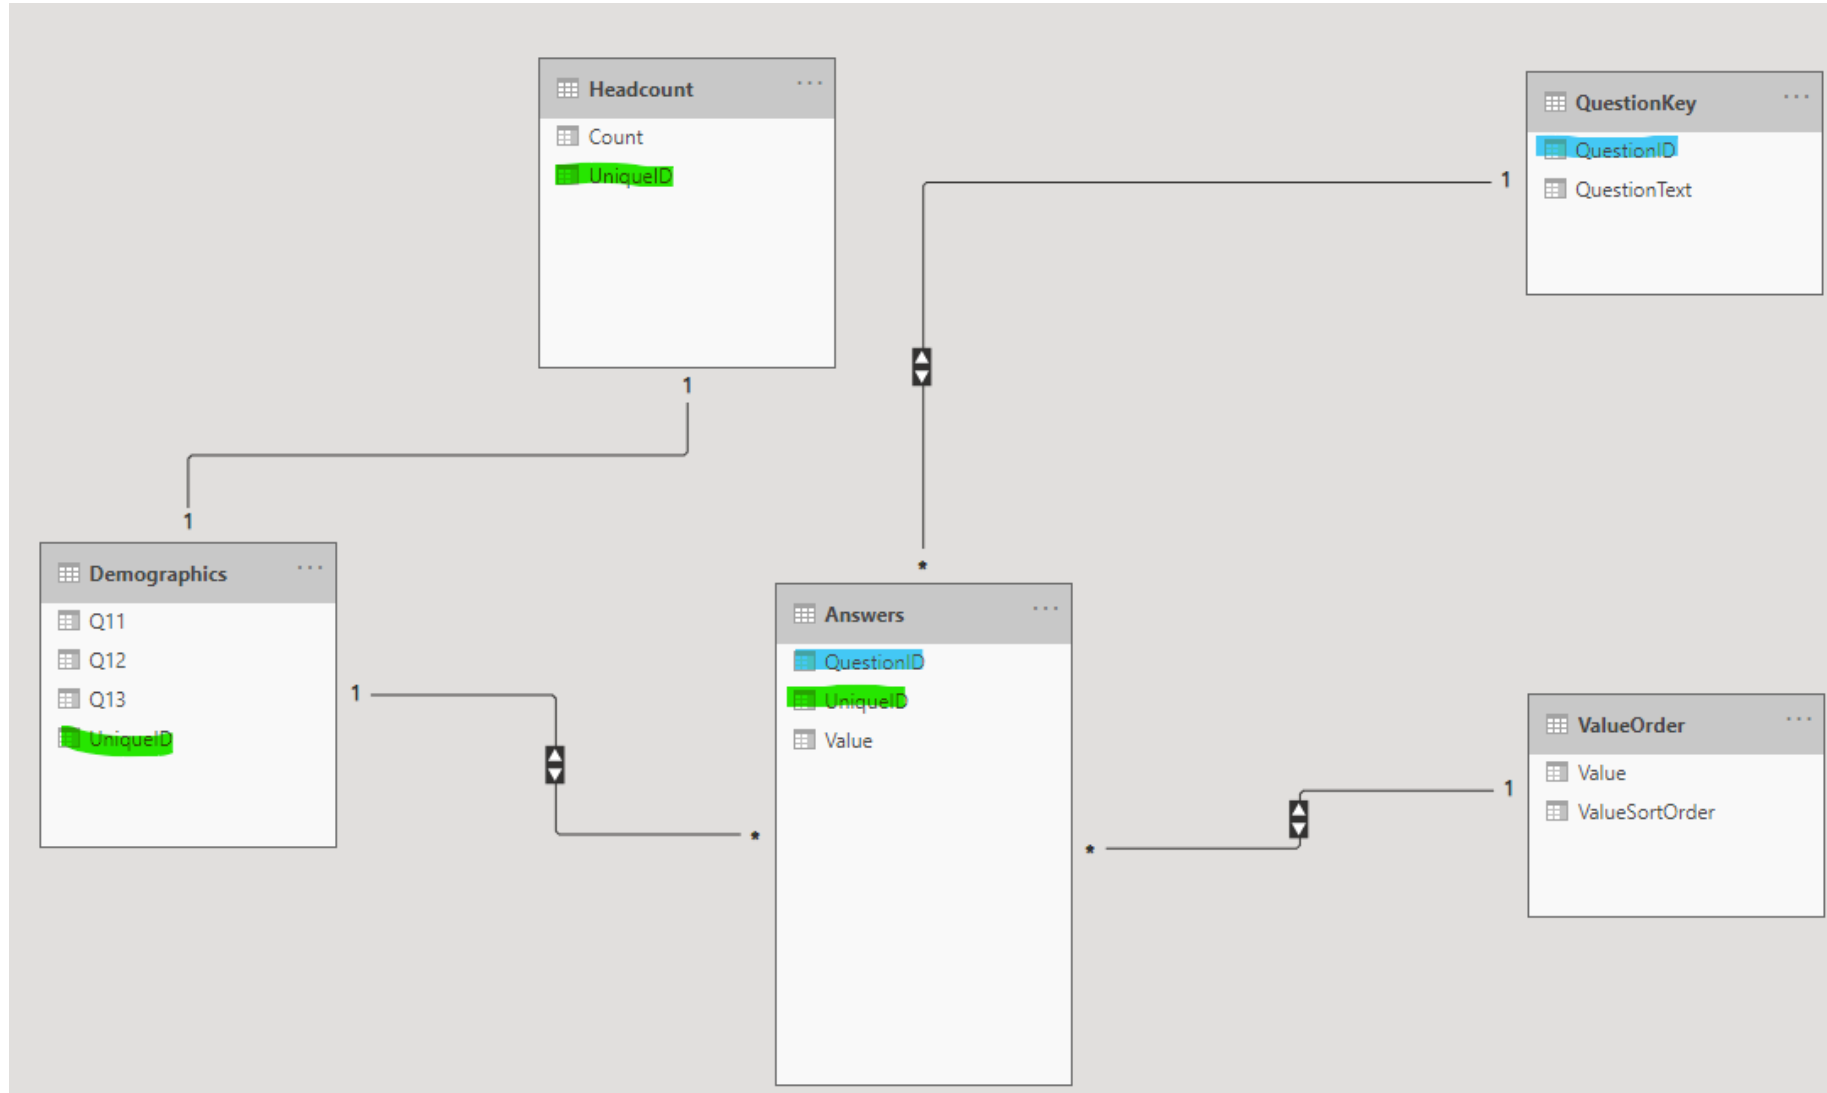 Headcount
Count
UniqueID
1
QuestionKey
QuestionID
QuestionText
1
*
Demographics
Q11
Q12
Q13
UniqueID
1
1
*
Answers
QuestionID
UniqueID
Value
*
ValueOrder
Value
ValueSortOrder
1